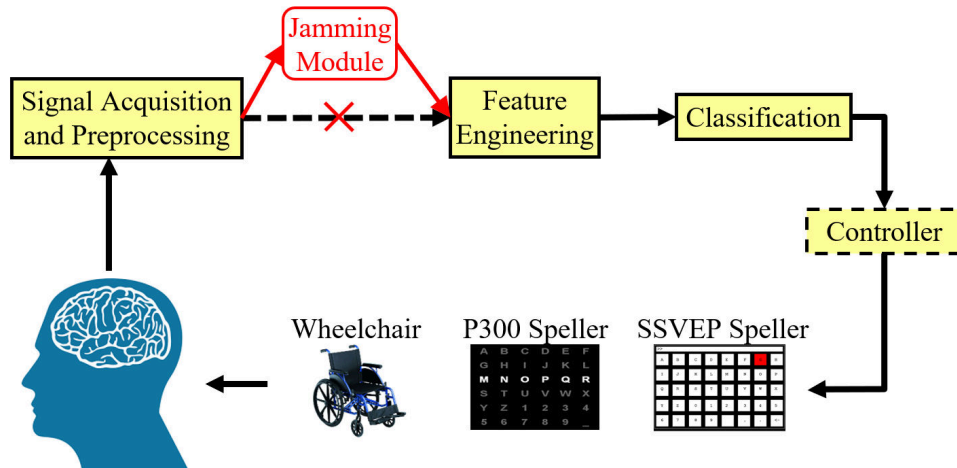 Jamming
Module
Signal Acquisition
and Preprocessing
Feature
Engineering
Classification
Controller
Wheelchair
P300 Speller
SSVEP Speller
A B C D E F
G H I J K L
M N O P Q R
S T U V W X
Y Z 1 2 3 4
5 6 7 8 9 _